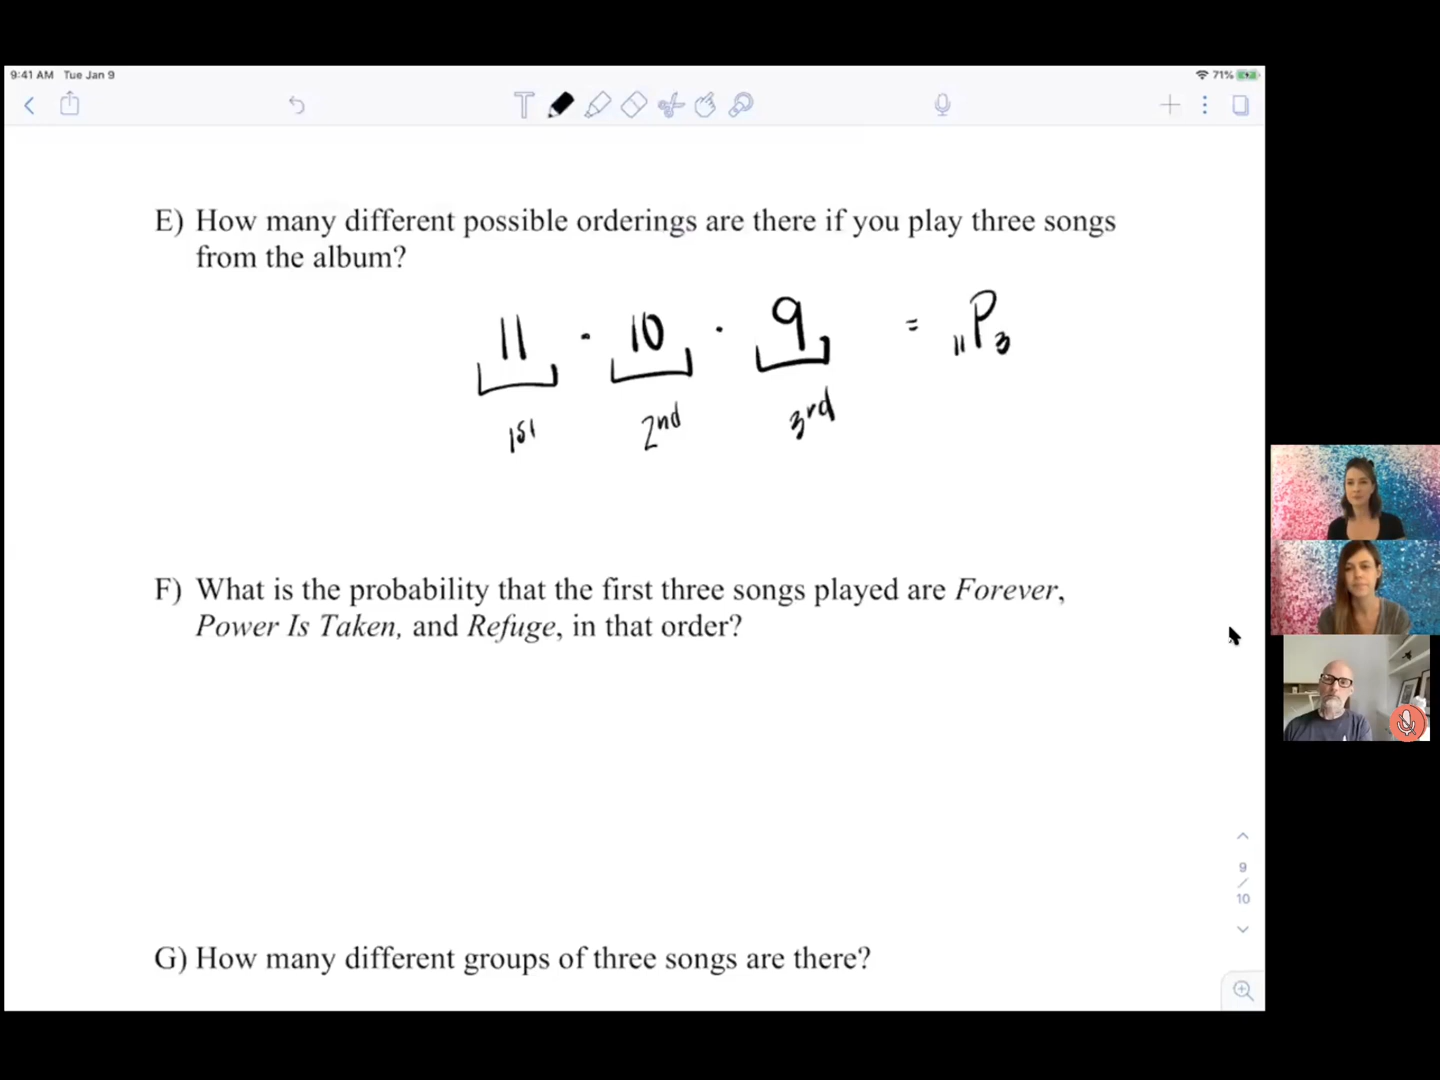 9:41 AM Tue Jan 9
71%
E) How many different possible orderings are there if you play three songs
from the album?
11 · 10 · 9 = ₁₁P₃
1st 2nd 3rd
F) What is the probability that the first three songs played are Forever,
Power Is Taken, and Refuge, in that order?
9
/
10
G) How many different groups of three songs are there?